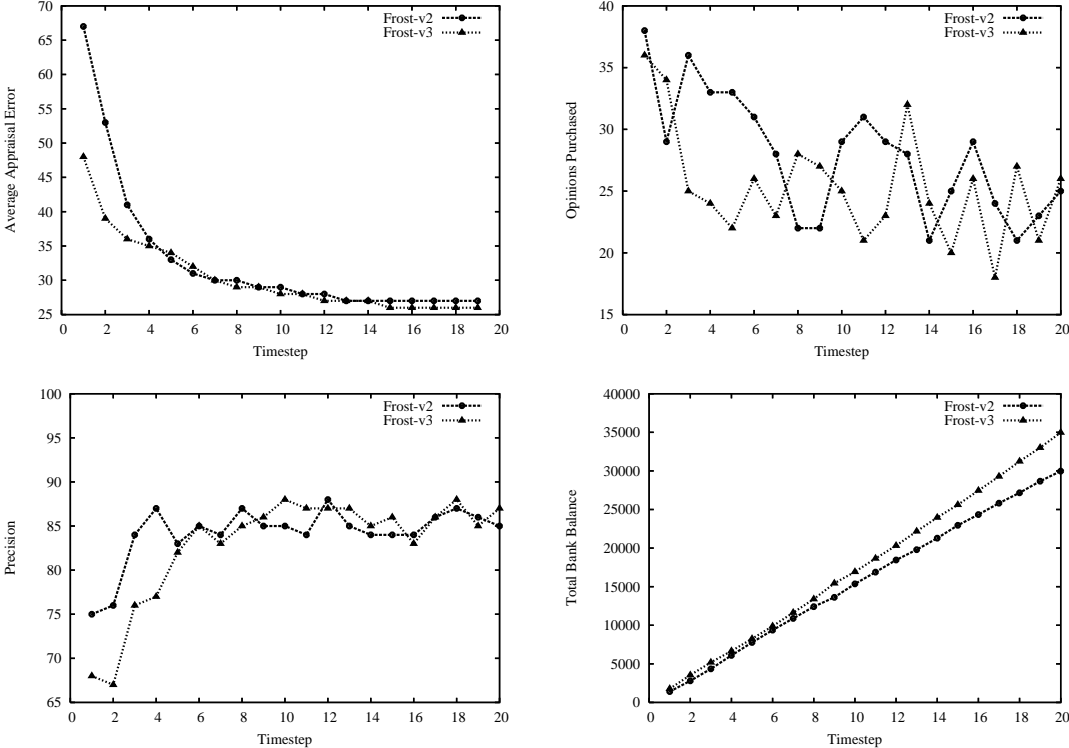 Average Appraisal Error
70
65
60
55
50
45
40
35
30
25
0 2 4 6 8 10 12 14 16 18 20
Timestep
Frost-v2
Frost-v3
Opinions Purchased
40
35
30
25
20
15
0 2 4 6 8 10 12 14 16 18 20
Timestep
Frost-v2
Frost-v3
Precision
100
95
90
85
80
75
70
65
0 2 4 6 8 10 12 14 16 18 20
Timestep
Frost-v2
Frost-v3
Total Bank Balance
40000
35000
30000
25000
20000
15000
10000
5000
0
0 2 4 6 8 10 12 14 16 18 20
Timestep
Frost-v2
Frost-v3